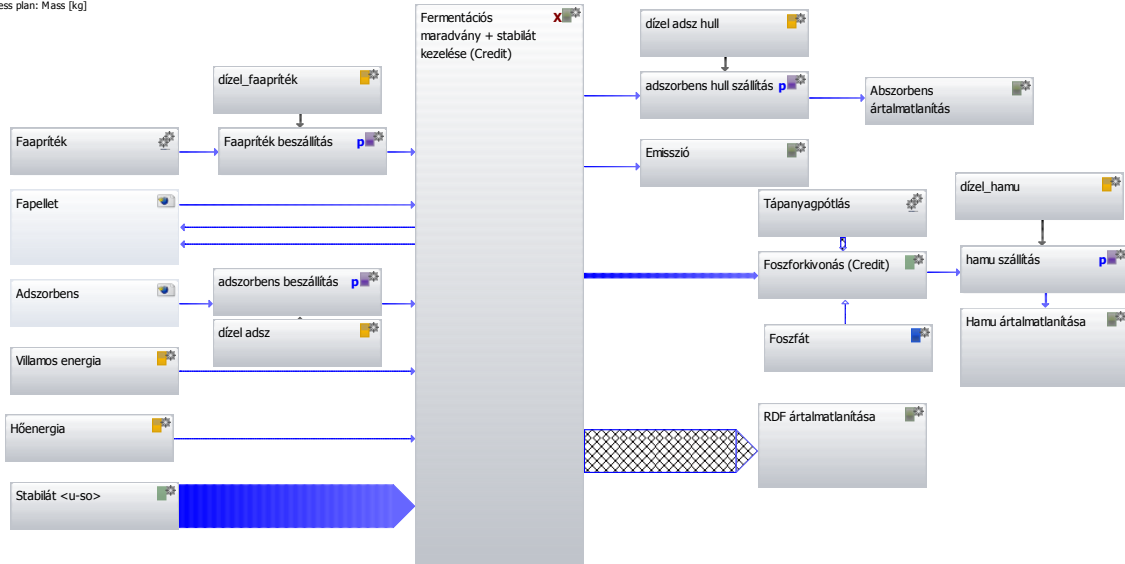 ess plan: Mass [kg]
Fermentációs
maradvány + stabilát
kezelése (Credit)
X
dízel adsz hull
adszorbens hull szállítás
p
Abszorbens
ártalmatlanítás
dízel_faapríték
Faapríték
Faapríték beszállítás
p
Emisszió
Fapellet
Tápanyagpótlás
dízel_hamu
Foszforkivonás (Credit)
hamu szállítás
p
Adszorbens
adszorbens beszállítás
p
dízel adsz
Foszfát
Hamu ártalmatlanítása
Villamos energia
Hőenergia
RDF ártalmatlanítása
Stabilát <u-so>